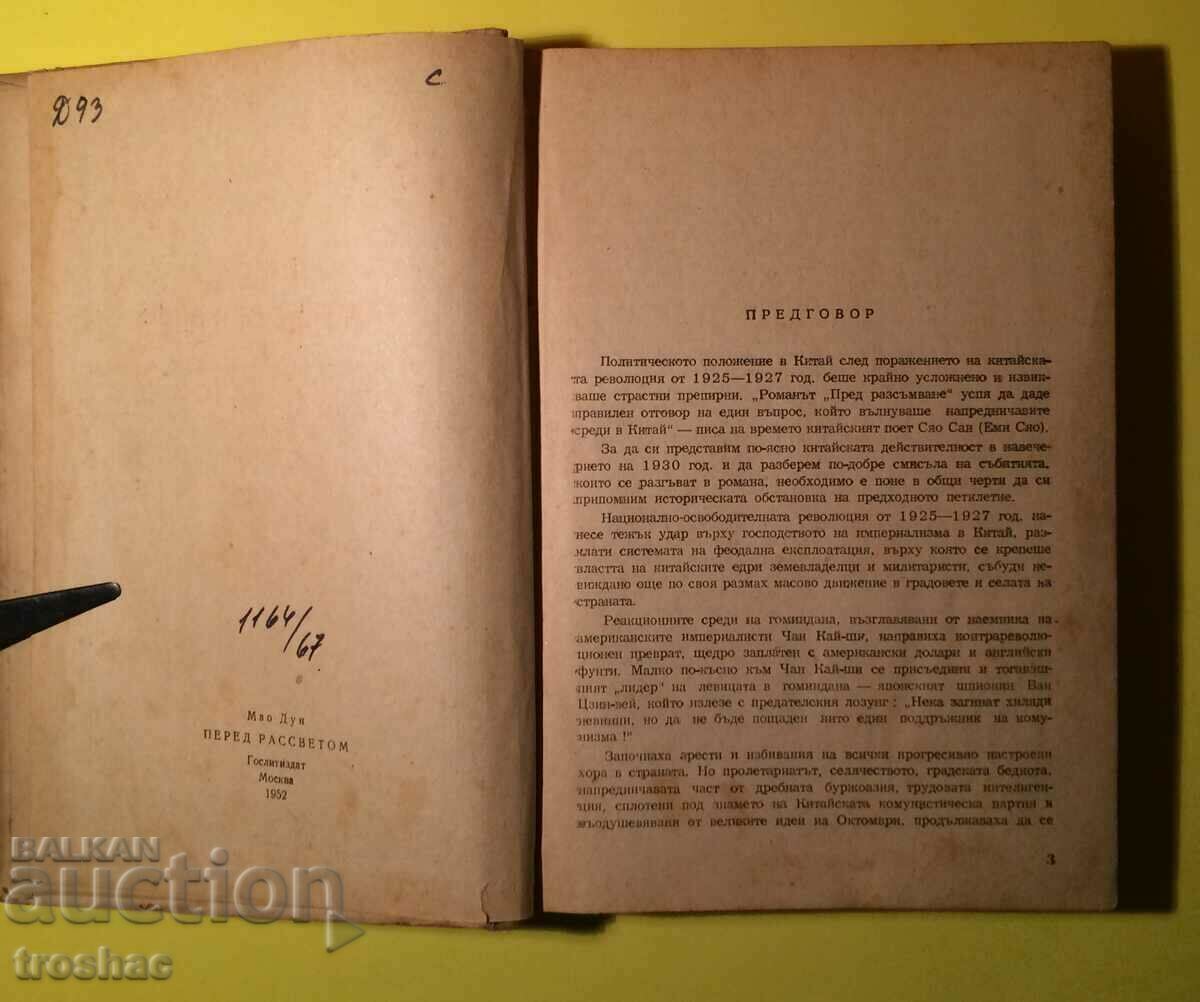 Д93
С
1164/67
Мао Дун
ПЕРЕД РАССВЕТОМ
Гослитиздат
Москва
1952
ПРЕДГОВОР
Политическото положение в Китай след поражението на китайска-
та революция от 1925—1927 год. беше крайно усложнено и извик-
ваше страстни препирни. „Романът „Пред разсъмване“ успя да даде
правилен отговор на един въпрос, който вълнуваше напредничавите
среди в Китай“ — писа на времето китайският поет Сяо Сан (Еми Сяо).
За да си представим по-ясно китайската действителност в навече-
рието на 1930 год. и да разберем по-добре смисъла на събитията,
които се разгъват в романа, необходимо е поне в общи черти да си
припомним историческата обстановка на предходното петилетие.
Национално-освободителната революция от 1925—1927 год. на-
несе тежък удар върху господството на империализма в Китай, раз-
клати системата на феодална експлоатация, върху която се крепеше
властта на китайските едри земевладелци и милитаристи, събуди не-
виждано още по своя размах масово движение в градовете и селата на
страната.
Реакционните среди на гоминдана, възглавявани от наемника на
американските империалисти Чан Кай-ши, направиха контрареволю-
ционен преврат, щедро заплатен с американски долари и английски
фунти. Малко по-късно към Чан Кай-ши се присъедини и тогаваш-
ният „лидер“ на левицата в гоминдана — японският шпионин Ван
Цзин-вей, който излезе с предателския лозунг: „Нека загинат хиляди
невинни, но да не бъде пощаден нито един поддръжник на кому-
низма!“
Започнаха арести и избивания на всички прогресивно настроени
хора в страната. Но пролетариатът, селячеството, градската беднота,
напредничавата част от дребната буржоазия, трудовата интелиген-
ция, сплотени под знамето на Китайската комунистическа партия и
въодушевявани от великите идеи на Октомври, продължаваха да се
3
BALKAN
auction
troshac